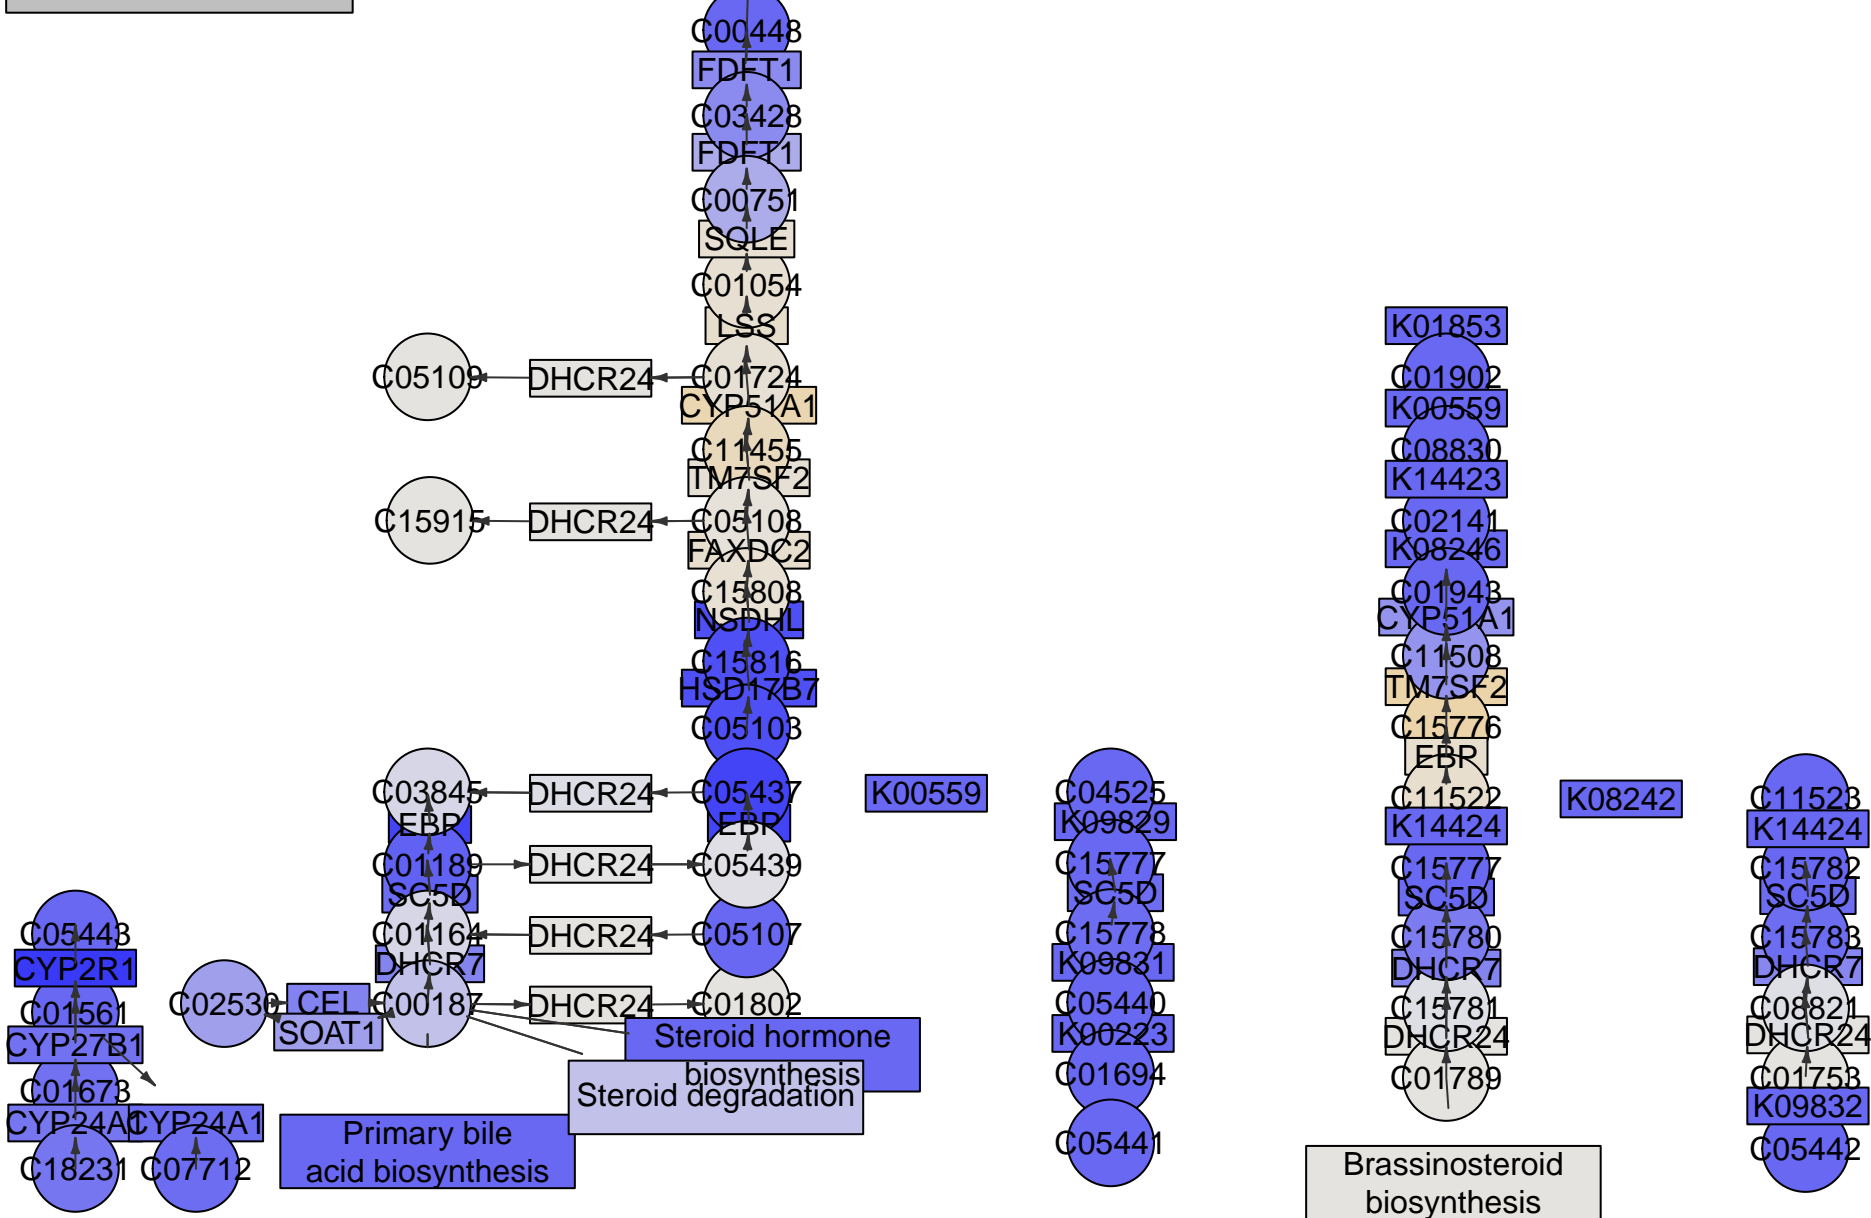 C00448
FDFT1
C03428
FDFT1
C00751
SQLE
C01054
LSS
K01853
C05109
DHCR24
C01724
C01902
CYP51A1
K00559
C11455
C08830
TM7SF2
K14423
C15915
DHCR24
C05108
C02141
FAXDC2
K08246
C15808
C01943
NSDHL
CYP51A1
C15816
C11508
HSD17B7
TM7SF2
C05103
C15776
EBP
C03845
DHCR24
C05437
K00559
C04525
C11522
K08242
C11523
EBP
EBP
K09829
K14424
K14424
C01189
DHCR24
C05439
C15777
C15777
C15782
SC5D
SC5D
SC5D
SC5D
C05443
C01164
DHCR24
C05107
C15778
C15780
C15783
CYP2R1
DHCR7
K09831
DHCR7
DHCR7
C01561
C02530
CEL
C00187
DHCR24
C01802
C05440
C15781
C08821
SOAT1
CYP27B1
Steroid hormone
biosynthesis
K00223
DHCR24
DHCR24
C01673
Steroid degradation
C01694
C01789
C01753
CYP24A1
CYP24A1
K09832
C18231
C07712
Primary bile
acid biosynthesis
C05441
C05442
Brassinosteroid
biosynthesis